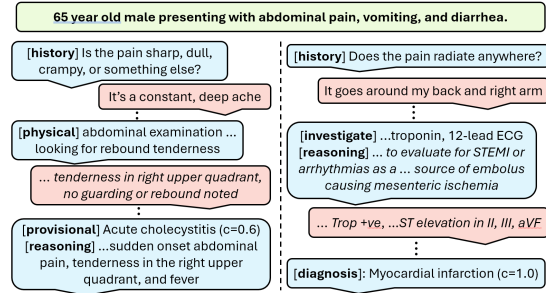 65 year old male presenting with abdominal pain, vomiting, and diarrhea.
[history] Is the pain sharp, dull,
crampy, or something else?
It's a constant, deep ache
⋮
[physical] abdominal examination ...
looking for rebound tenderness
... tenderness in right upper quadrant,
no guarding or rebound noted
⋮
[provisional] Acute cholecystitis (c=0.6)
[reasoning] ...sudden onset abdominal
pain, tenderness in the right upper
quadrant, and fever
[history] Does the pain radiate anywhere?
It goes around my back and right arm
⋮
[investigate] ...troponin, 12-lead ECG
[reasoning] ... to evaluate for STEMI or
arrhythmias as a ... source of embolus
causing mesenteric ischemia
... Trop +ve, ...ST elevation in II, III, aVF
⋮
[diagnosis]: Myocardial infarction (c=1.0)